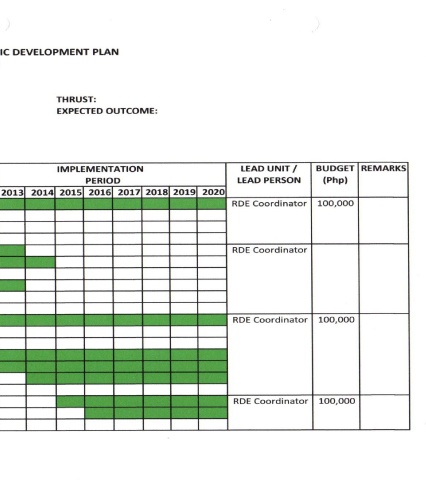 IC DEVELOPMENT PLAN
THRUST:
EXPECTED OUTCOME:
IMPLEMENTATION PERIOD LEAD UNIT / LEAD PERSON BUDGET (Php) REMARKS
2013 2014 2015 2016 2017 2018 2019 2020
RDE Coordinator 100,000
RDE Coordinator
RDE Coordinator 100,000
RDE Coordinator 100,000